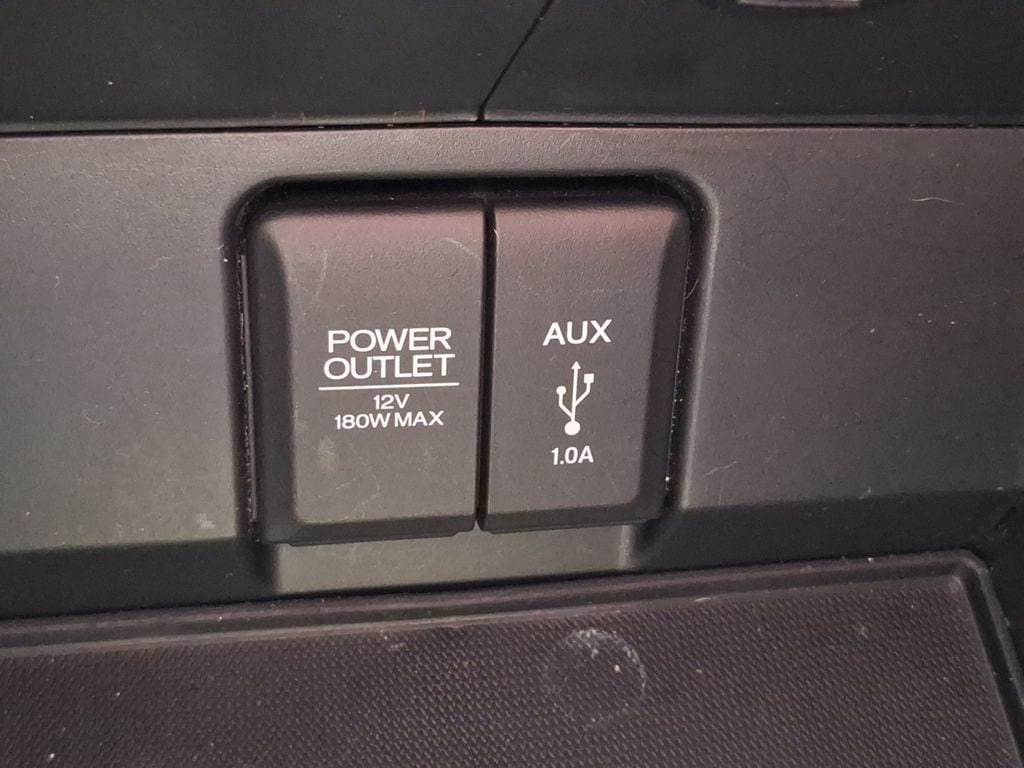 POWER
OUTLET
12V
180W MAX
AUX
1.0A